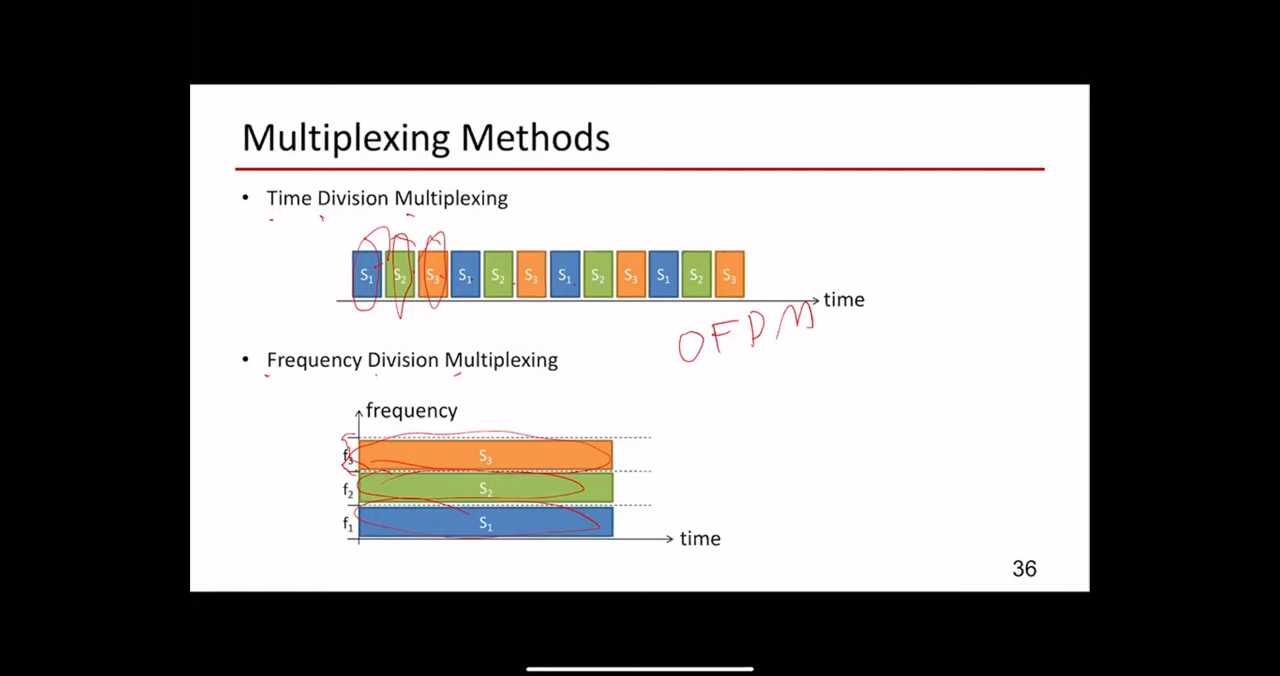 Multiplexing Methods
• Time Division Multiplexing
S₁ S₂ S₃ S₁ S₂ S₃ S₁ S₂ S₃ S₁ S₂ S₃
time
OFDM
• Frequency Division Multiplexing
frequency
f₃ S₃
f₂ S₂
f₁ S₁
time
36